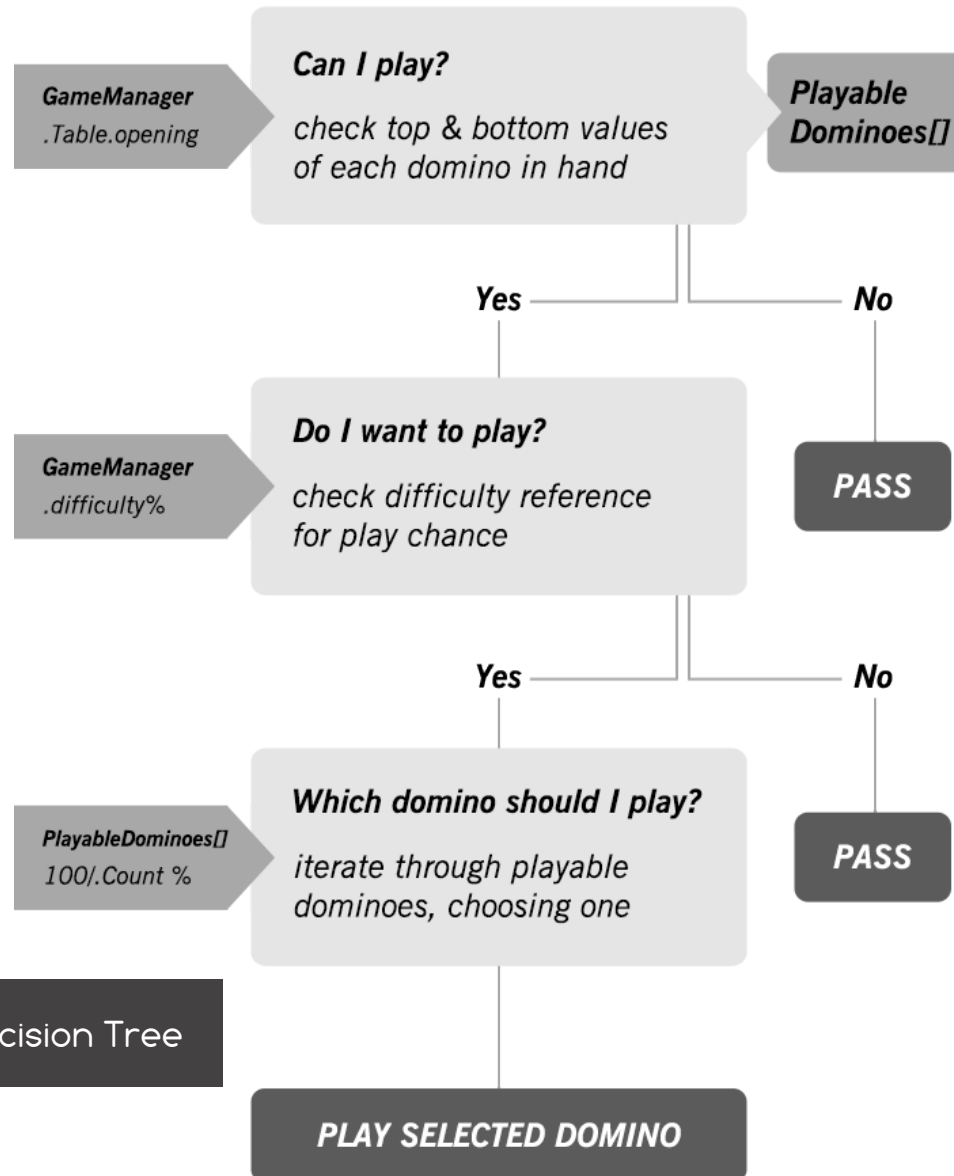 Can I play?
GameManager
.Table.opening
check top & bottom values
of each domino in hand
Playable
Dominoes[]
Yes
No
Do I want to play?
GameManager
.difficulty%
check difficulty reference
for play chance
PASS
Yes
No
Which domino should I play?
PlayableDominoes[]
100/.Count %
iterate through playable
dominoes, choosing one
PASS
cision Tree
PLAY SELECTED DOMINO